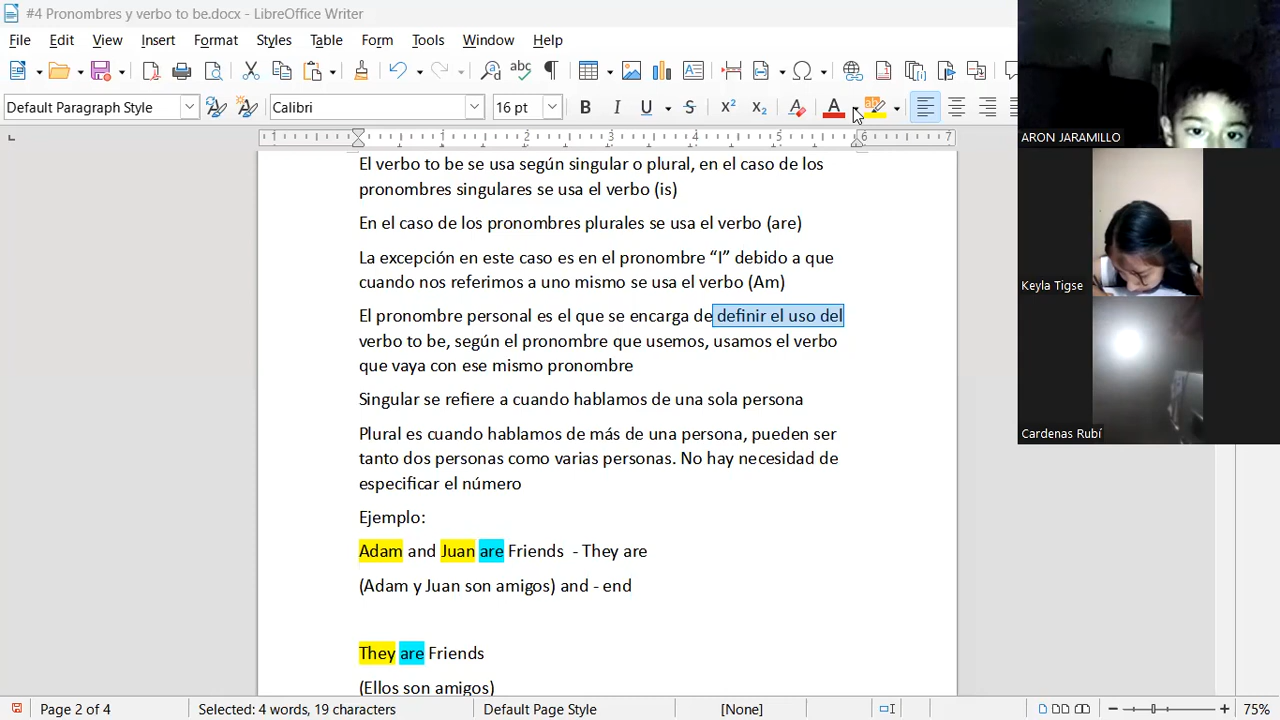 #4 Pronombres y verbo to be.docx - LibreOffice Writer
File Edit View Insert Format Styles Table Form Tools Window Help
Default Paragraph Style Calibri 16 pt
1 1 2 3 4 5 6 7
El verbo to be se usa según singular o plural, en el caso de los
pronombres singulares se usa el verbo (is)
En el caso de los pronombres plurales se usa el verbo (are)
La excepción en este caso es en el pronombre “I” debido a que
cuando nos referimos a uno mismo se usa el verbo (Am)
El pronombre personal es el que se encarga de definir el uso del
verbo to be, según el pronombre que usemos, usamos el verbo
que vaya con ese mismo pronombre
Singular se refiere a cuando hablamos de una sola persona
Plural es cuando hablamos de más de una persona, pueden ser
tanto dos personas como varias personas. No hay necesidad de
especificar el número
Ejemplo:
Adam and Juan are Friends - They are
(Adam y Juan son amigos) and - end
They are Friends
(Ellos son amigos)
ARON JARAMILLO
Keyla Tigse
Cardenas Rubí
Page 2 of 4 Selected: 4 words, 19 characters Default Page Style [None] 75%